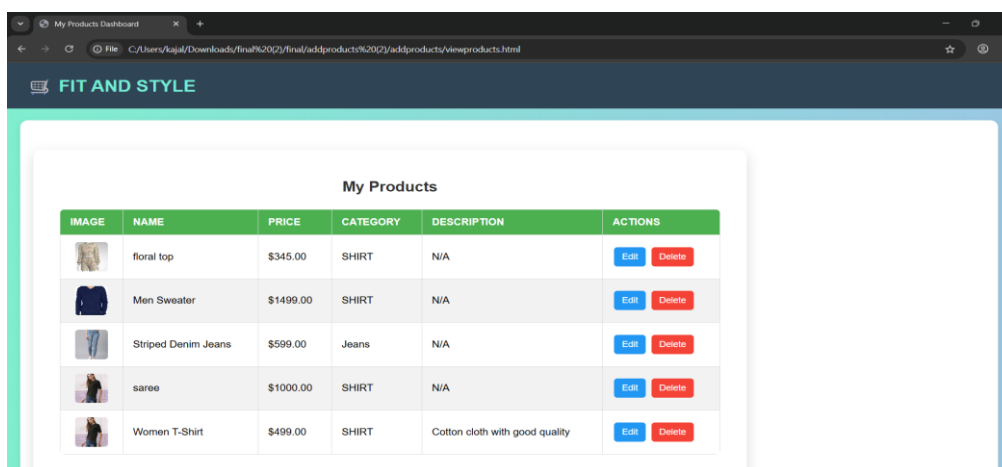 My Products Dashboard
File C:/Users/kajal/Downloads/final%20(2)/final/addproducts%20(2)/addproducts/viewproducts.html
FIT AND STYLE
My Products
IMAGE NAME PRICE CATEGORY DESCRIPTION ACTIONS
floral top $345.00 SHIRT N/A Edit Delete
Men Sweater $1499.00 SHIRT N/A Edit Delete
Striped Denim Jeans $599.00 Jeans N/A Edit Delete
saree $1000.00 SHIRT N/A Edit Delete
Women T-Shirt $499.00 SHIRT Cotton cloth with good quality Edit Delete